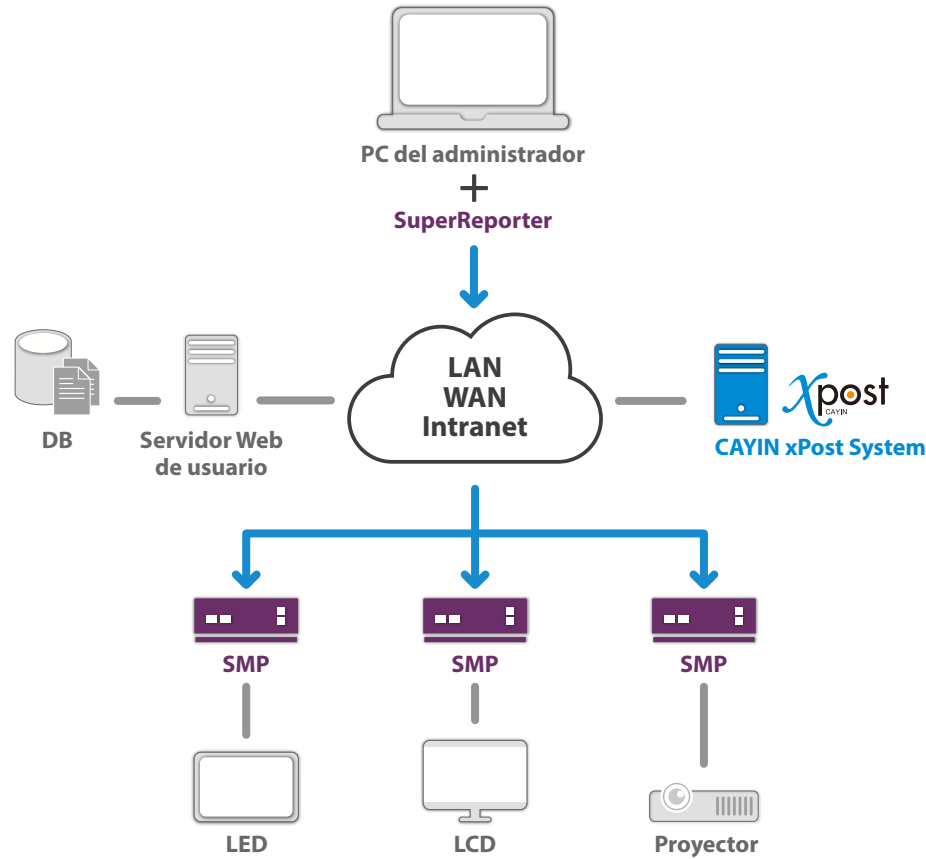 PC del administrador
+
SuperReporter
LAN
WAN
Intranet
DB
Servidor Web
de usuario
xpost
CAYIN
CAYIN xPost System
SMP
SMP
SMP
LED
LCD
Proyector